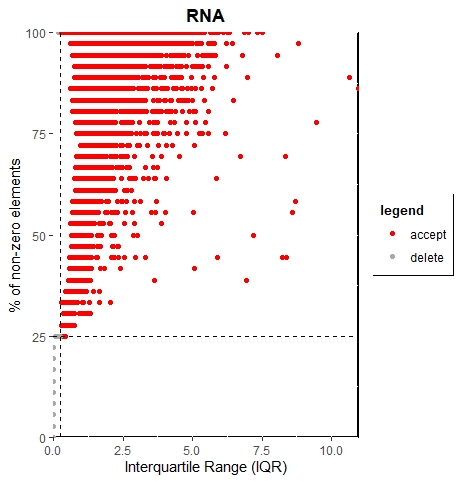 RNA
% of non-zero elements
100
75
50
25
0
0.0 2.5 5.0 7.5 10.0
Interquartile Range (IQR)
legend
accept
delete